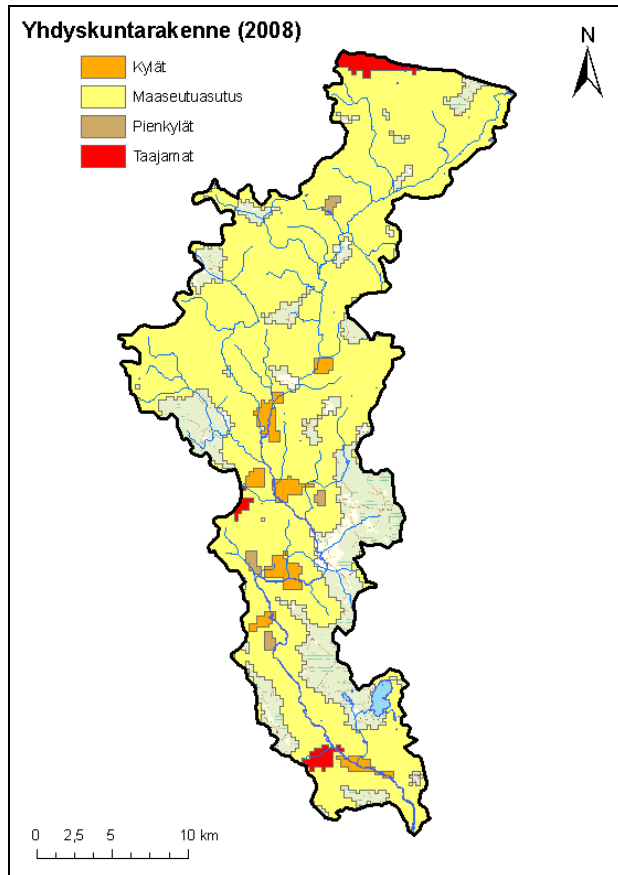 Yhdyskuntarakenne (2008)
N
Kylät
Maaseutuasutus
Pienkylät
Taajamat
0 2,5 5 10 km